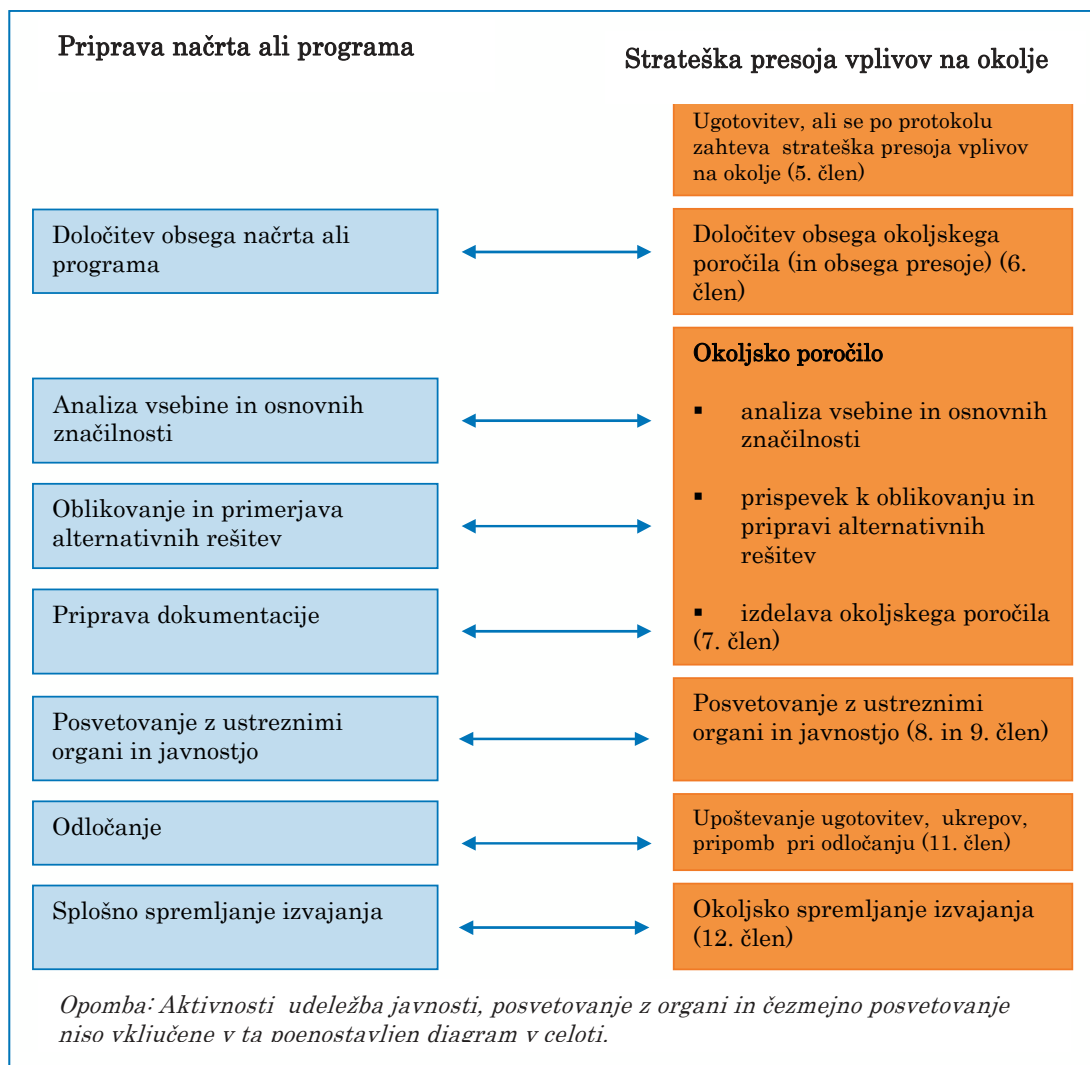 Priprava načrta ali programa
Strateška presoja vplivov na okolje
Ugotovitev, ali se po protokolu
zahteva strateška presoja vplivov
na okolje (5. člen)
Določitev obsega načrta ali
programa
Določitev obsega okoljskega
poročila (in obsega presoje) (6.
člen)
Okoljsko poročilo
Analiza vsebine in osnovnih
značilnosti
▪ analiza vsebine in osnovnih
značilnosti
Oblikovanje in primerjava
alternativnih rešitev
▪ prispevek k oblikovanju in
pripravi alternativnih
rešitev
Priprava dokumentacije
▪ izdelava okoljskega poročila
(7. člen)
Posvetovanje z ustreznimi
organi in javnostjo
Posvetovanje z ustreznimi
organi in javnostjo (8. in 9. člen)
Odločanje
Upoštevanje ugotovitev, ukrepov,
pripomb pri odločanju (11. člen)
Splošno spremljanje izvajanja
Okoljsko spremljanje izvajanja
(12. člen)
Opomba: Aktivnosti udeležba javnosti, posvetovanje z organi in čezmejno posvetovanje
niso vključene v ta poenostavljen diagram v celoti.